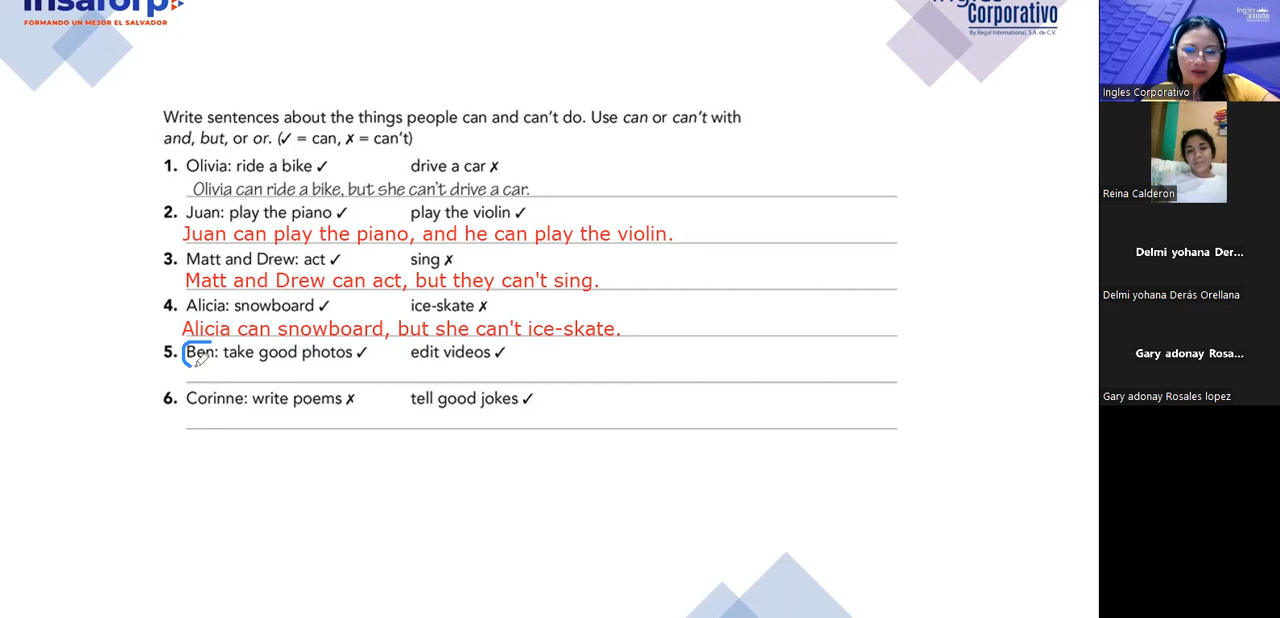 FORMANDO UN MEJOR EL SALVADOR
Corporativo
By Regal International, S.A. de C.V.
Write sentences about the things people can and can't do. Use can or can't with
and, but, or or. (✓ = can, ✗ = can't)
1. Olivia: ride a bike ✓ drive a car ✗
Olivia can ride a bike, but she can't drive a car.
2. Juan: play the piano ✓ play the violin ✓
Juan can play the piano, and he can play the violin.
3. Matt and Drew: act ✓ sing ✗
Matt and Drew can act, but they can't sing.
4. Alicia: snowboard ✓ ice-skate ✗
Alicia can snowboard, but she can't ice-skate.
5. Ben: take good photos ✓ edit videos ✓
6. Corinne: write poems ✗ tell good jokes ✓
Ingles Corporativo
Reina Calderon
Delmi yohana Der...
Delmi yohana Derás Orellana
Gary adonay Rosa...
Gary adonay Rosales lopez